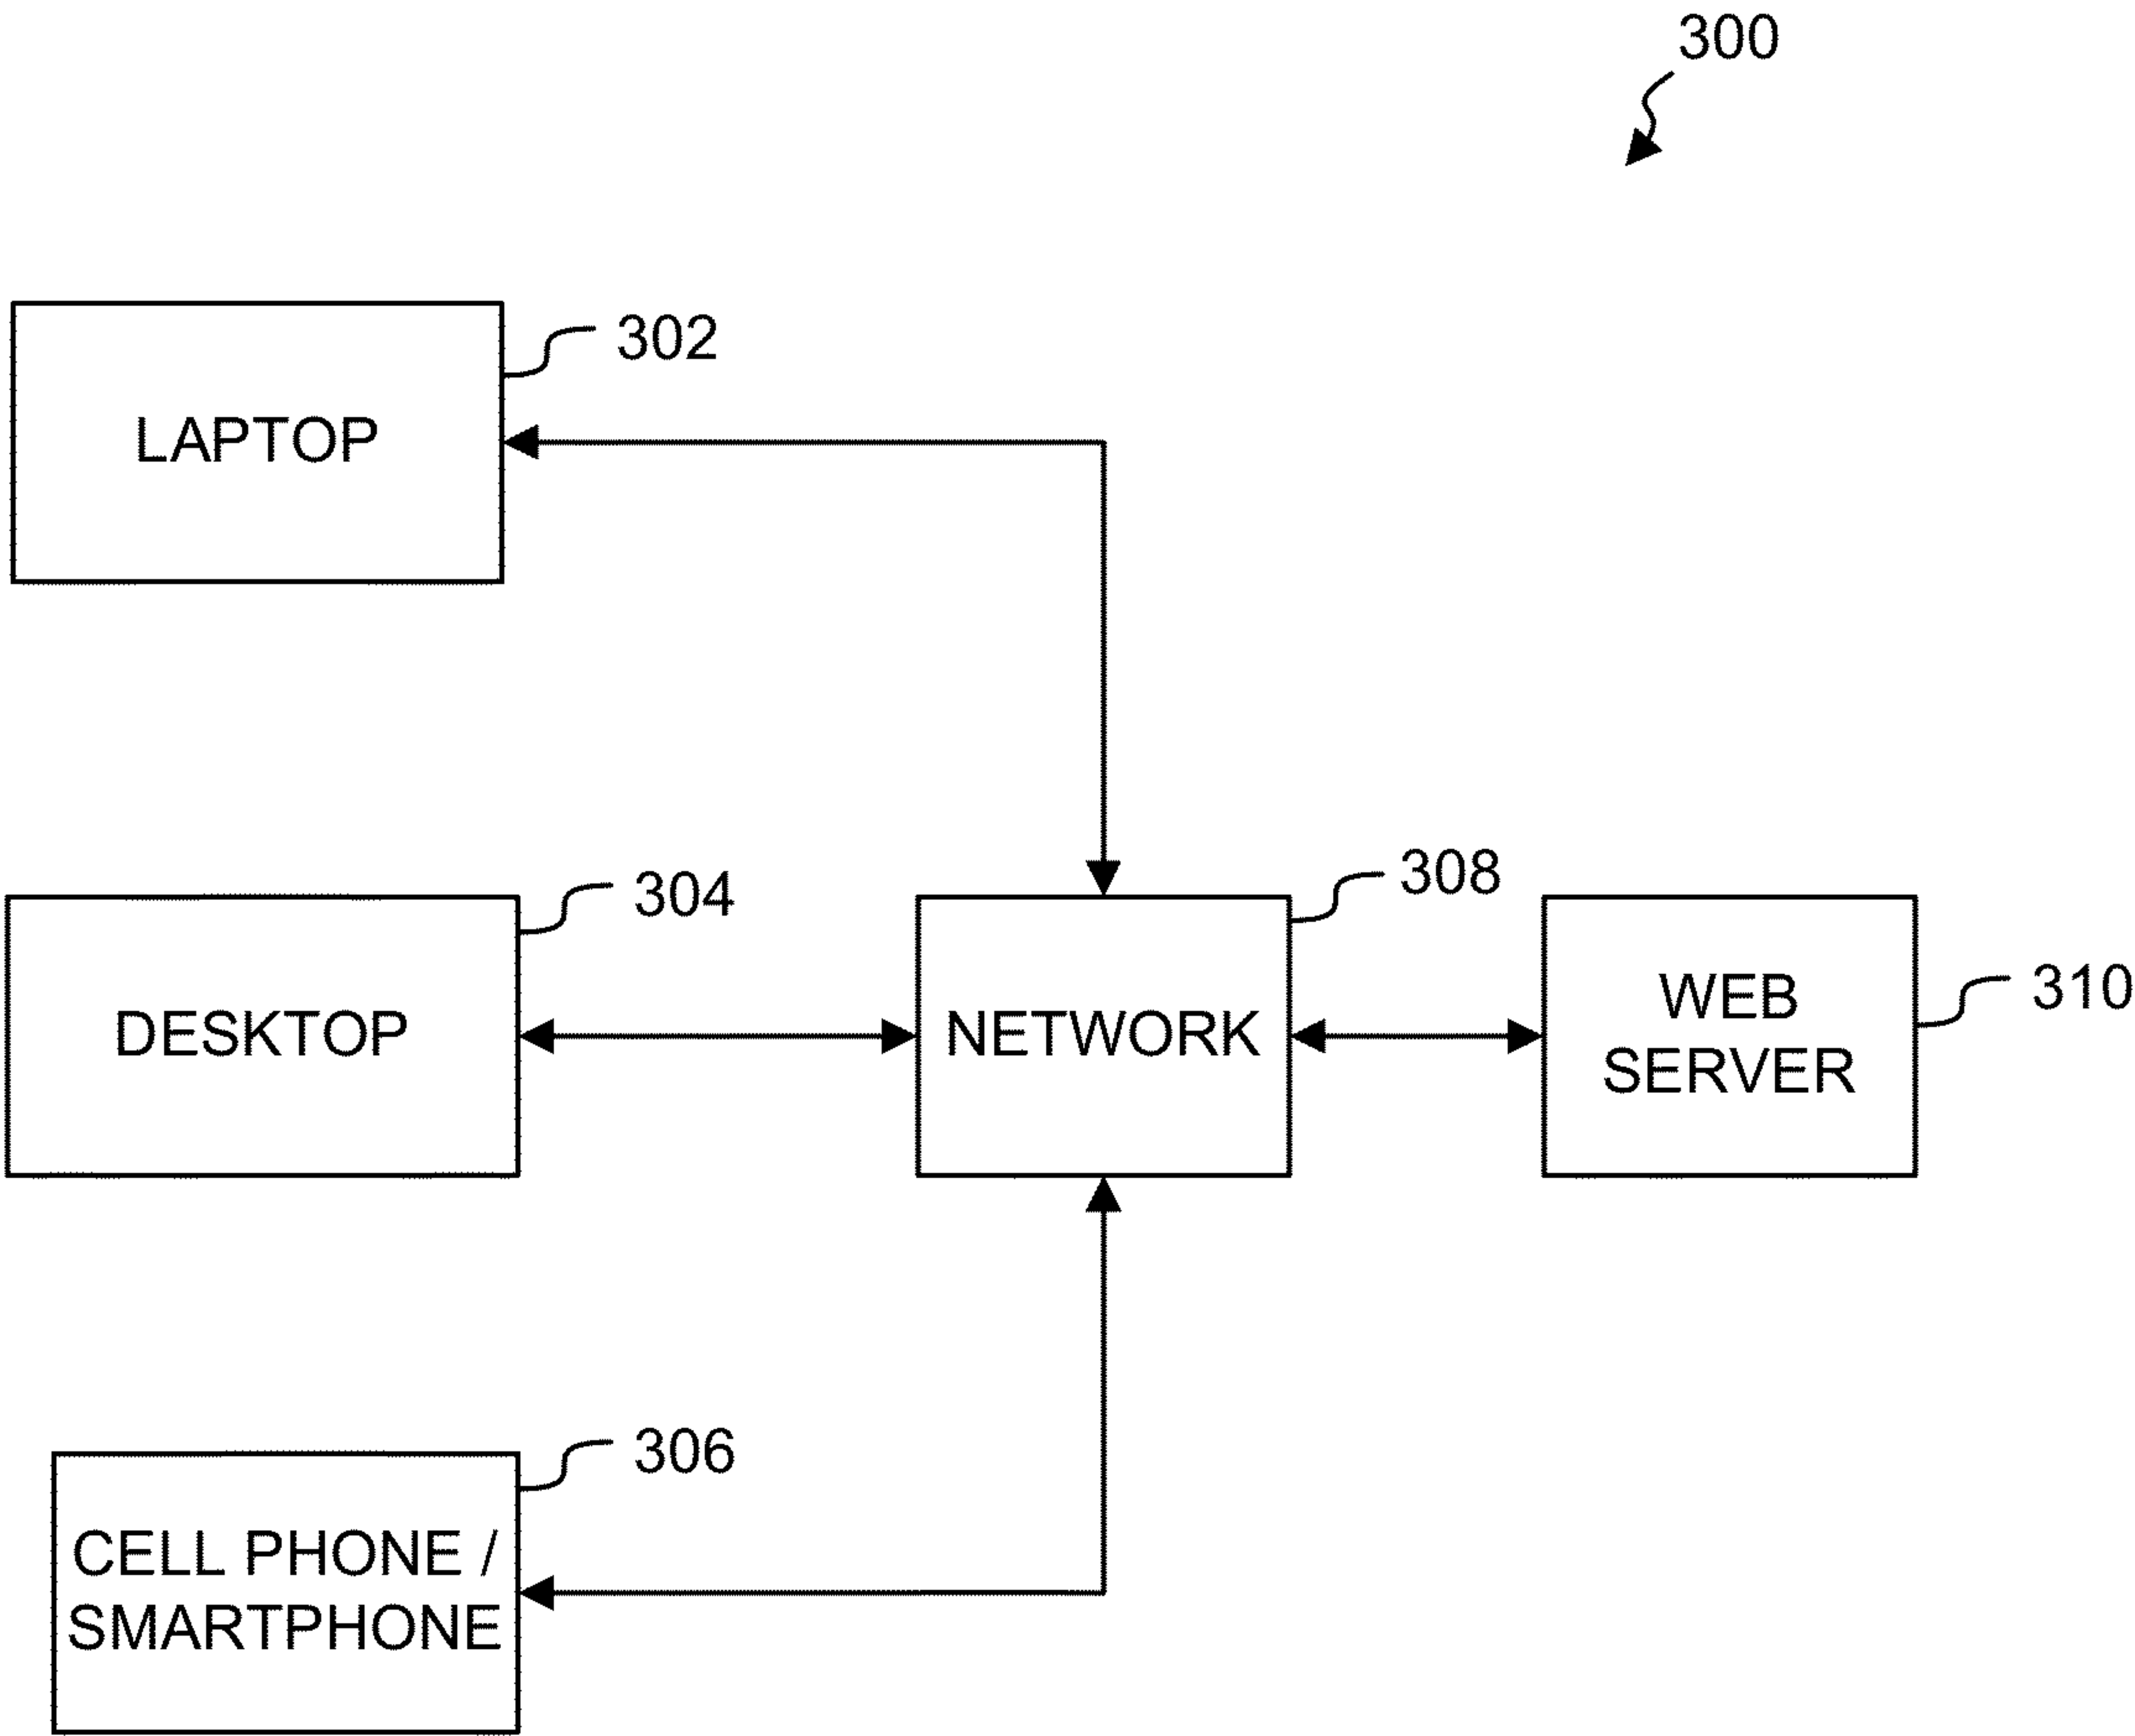 300
302
LAPTOP
304
DESKTOP
308
NETWORK
WEB
SERVER
310
306
CELL PHONE /
SMARTPHONE